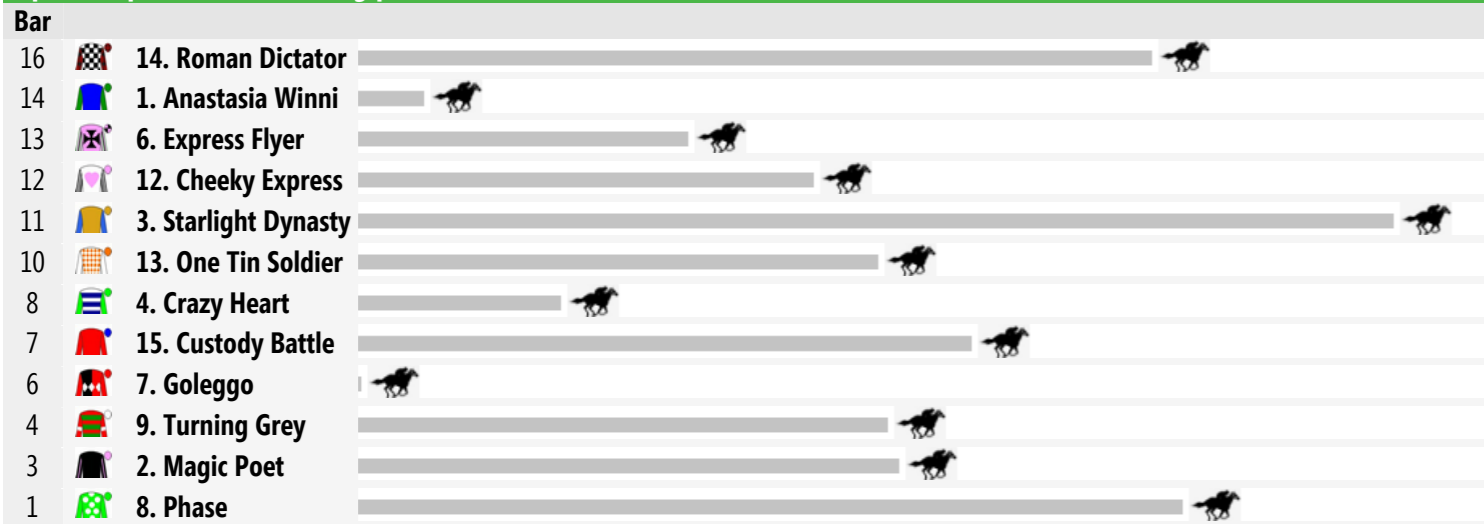 Bar
16 14. Roman Dictator
14 1. Anastasia Winni
13 6. Express Flyer
12 12. Cheeky Express
11 3. Starlight Dynasty
10 13. One Tin Soldier
8 4. Crazy Heart
7 15. Custody Battle
6 7. Goleggo
4 9. Turning Grey
3 2. Magic Poet
1 8. Phase